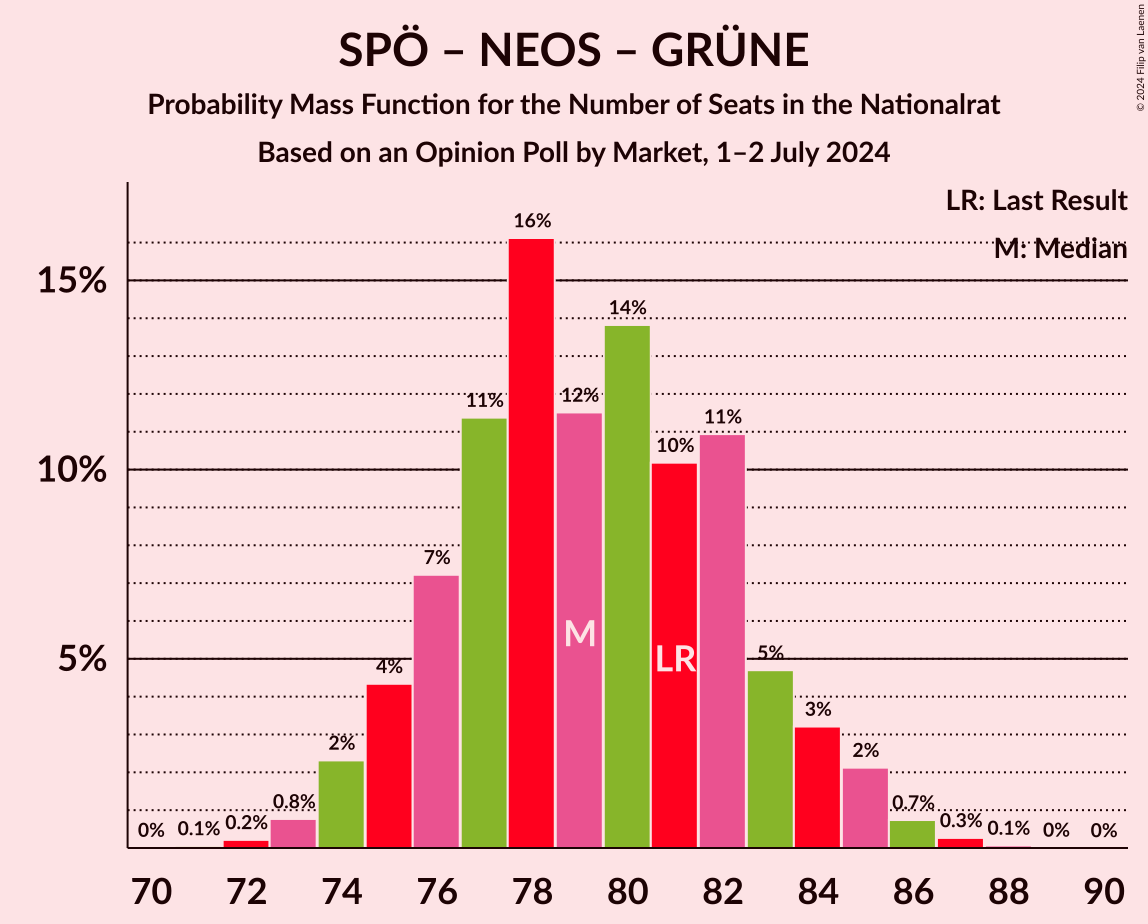 SPÖ – NEOS – GRÜNE
Probability Mass Function for the Number of Seats in the Nationalrat
Based on an Opinion Poll by Market, 1–2 July 2024
© 2024 Filip van Laenen
LR: Last Result
M: Median
15%
10%
5%
0%
0.1%
0.2%
0.8%
2%
4%
7%
11%
16%
12%
14%
10%
11%
5%
3%
2%
0.7%
0.3%
0.1%
0%
0%
M
LR
70 72 74 76 78 80 82 84 86 88 90